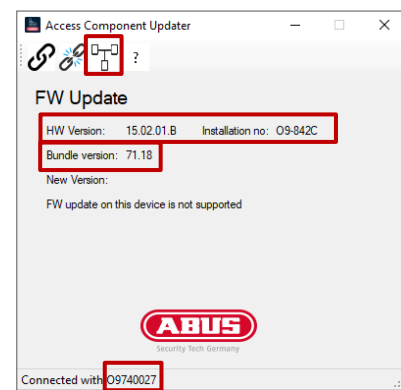 Access Component Updater
?
FW Update
HW Version: 15.02.01.B Installation no: O9-842C
Bundle version: 71.18
New Version:
FW update on this device is not supported
ABUS
Security Tech Germany
Connected with O9740027